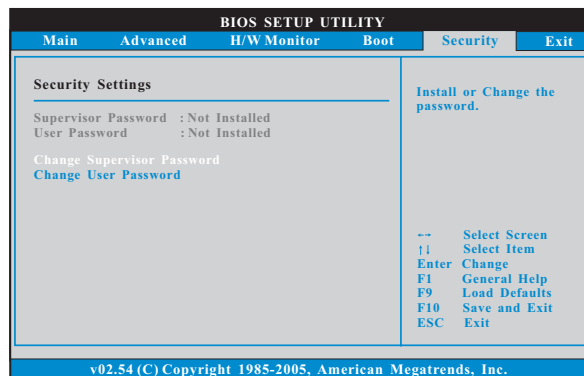 BIOS SETUP UTILITY
Main Advanced H/W Monitor Boot Security Exit
Security Settings
Supervisor Password : Not Installed
User Password : Not Installed
Change Supervisor Password
Change User Password
Install or Change the
password.
←→ Select Screen
↑↓ Select Item
Enter Change
F1 General Help
F9 Load Defaults
F10 Save and Exit
ESC Exit
v02.54 (C) Copyright 1985-2005, American Megatrends, Inc.